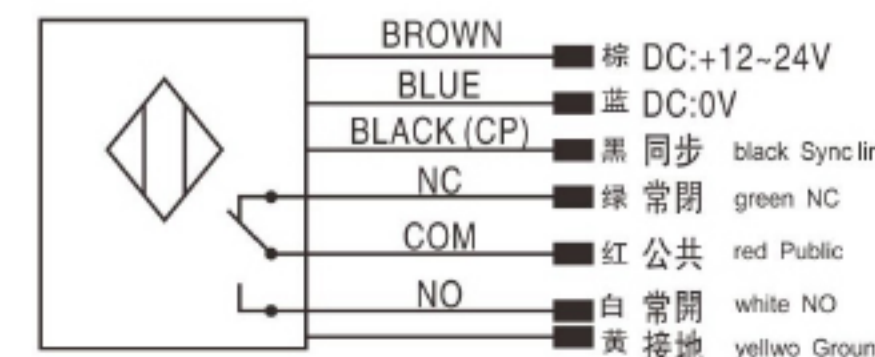 BROWN 棕 DC:+12~24V
BLUE 蓝 DC:0V
BLACK (CP) 黑 同步 black Sync lin
NC 绿 常閉 green NC
COM 红 公共 red Public
NO 白 常開 white NO
黄 接地 yellwo Groun